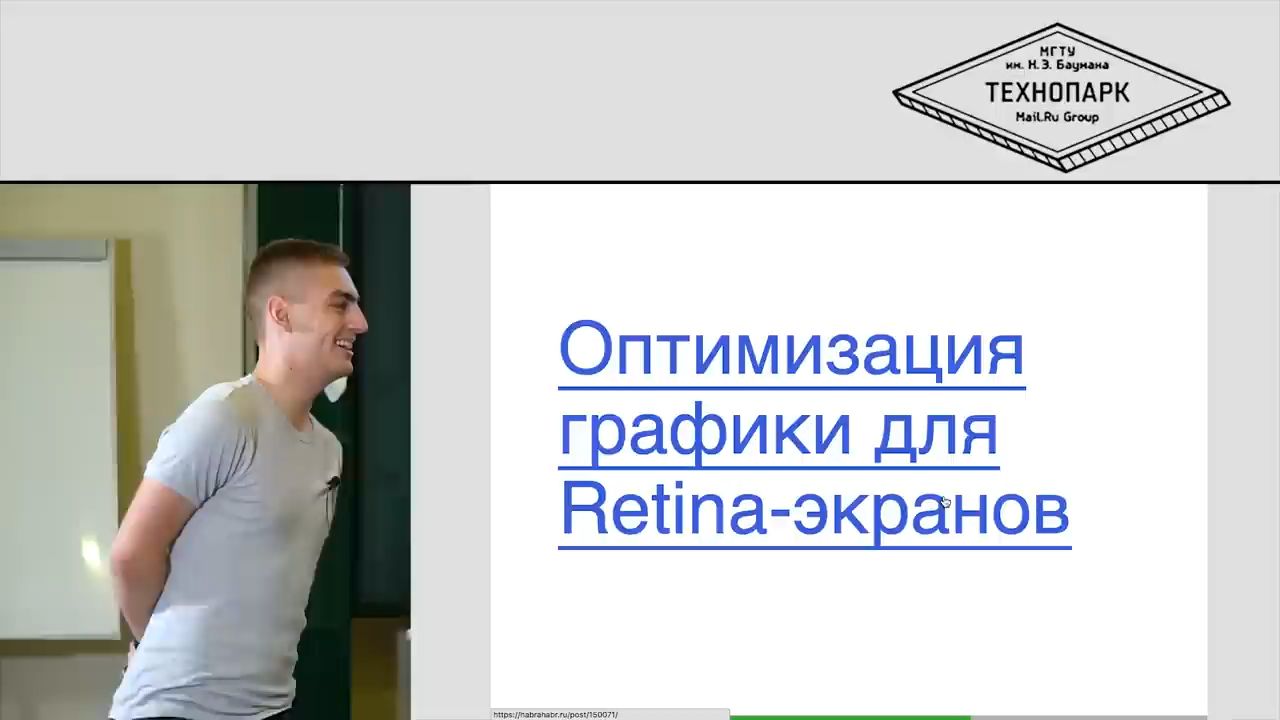 МГТУ
им. Н.Э. Баумана
ТЕХНОПАРК
Mail.Ru Group
Оптимизация
графики для
Retina-экранов
https://habrahabr.ru/post/150071/